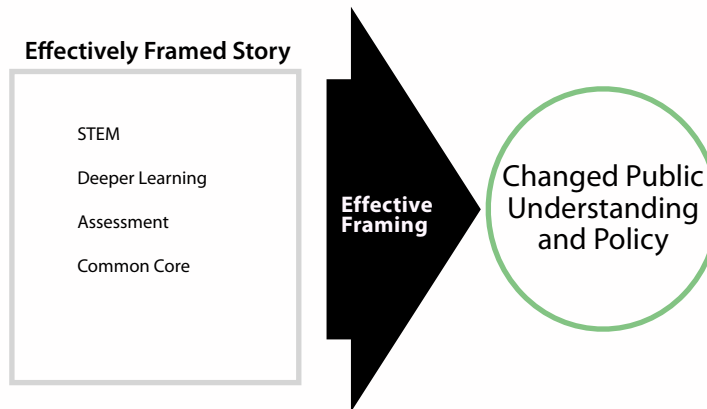 Effectively Framed Story
STEM
Deeper Learning
Assessment
Common Core
Effective
Framing
Changed Public
Understanding
and Policy